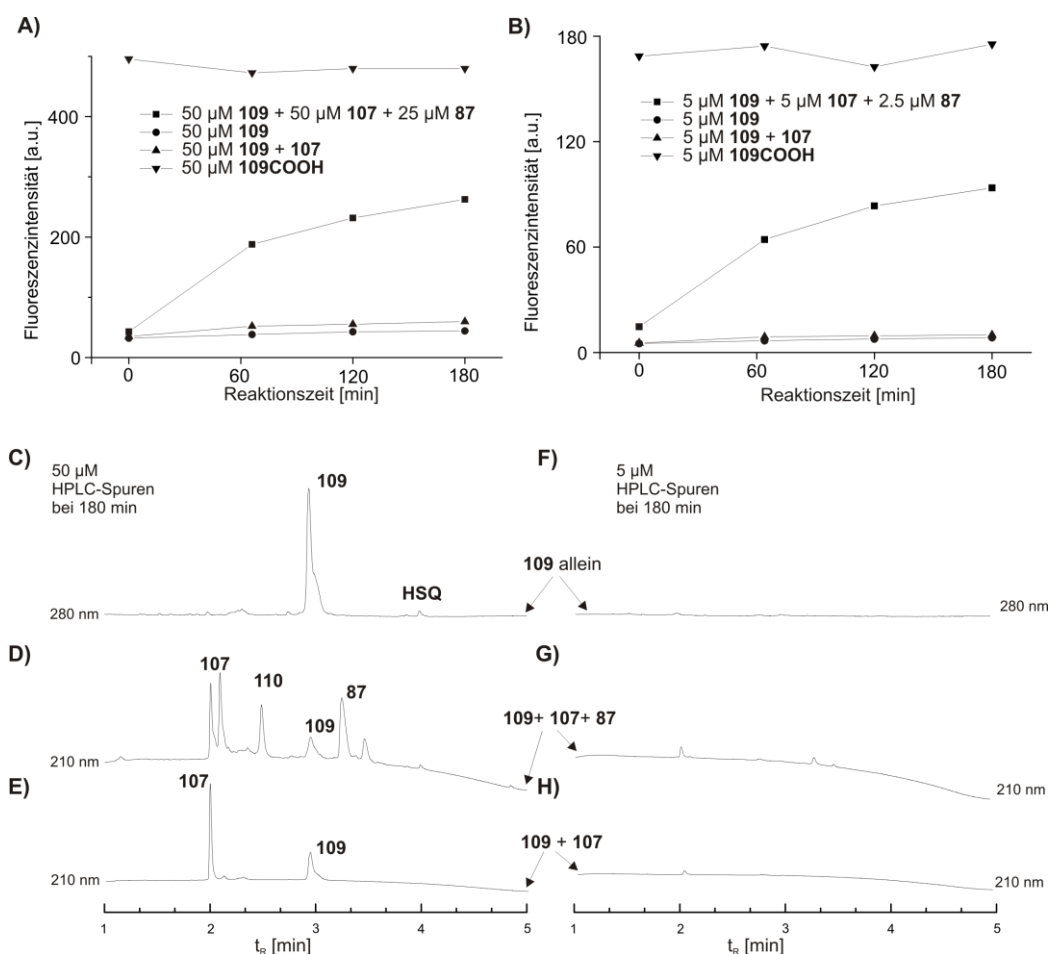 A)
Fluoreszenzintensität [a.u.]
400
200
0
50 µM 109 + 50 µM 107 + 25 µM 87
50 µM 109
50 µM 109 + 107
50 µM 109COOH
0 60 120 180
Reaktionszeit [min]
B)
Fluoreszenzintensität [a.u.]
180
120
60
0
5 µM 109 + 5 µM 107 + 2.5 µM 87
5 µM 109
5 µM 109 + 107
5 µM 109COOH
0 60 120 180
Reaktionszeit [min]
C)
50 µM
HPLC-Spuren
bei 180 min
109
HSQ
280 nm
F)
5 µM
HPLC-Spuren
bei 180 min
109 allein
280 nm
D)
107
110
109
87
210 nm
G)
109+ 107+ 87
210 nm
E)
107
109
210 nm
H)
109 + 107
210 nm
1 2 3 4 5
tR [min]
1 2 3 4 5
tR [min]